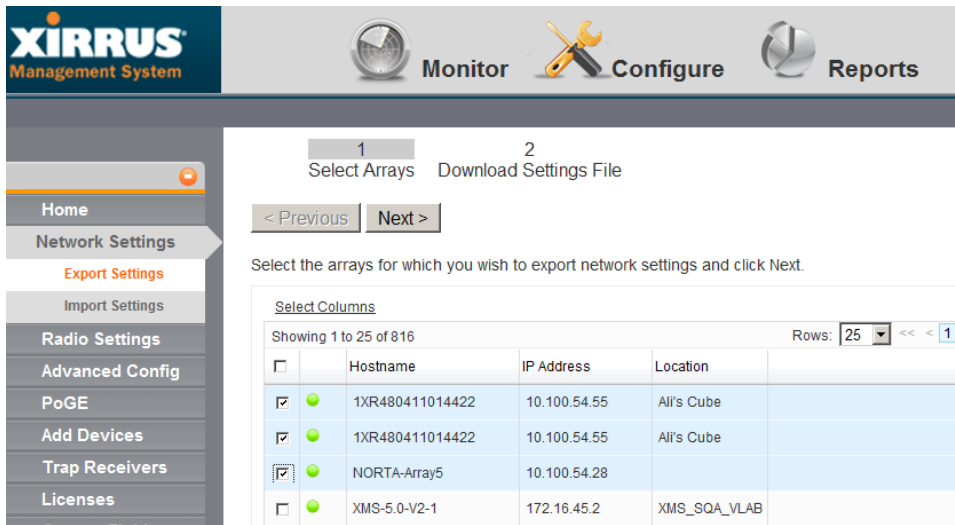 XIRRUS
Management System
Monitor
Configure
Reports
1
Select Arrays
2
Download Settings File
< Previous
Next >
Home
Network Settings
Export Settings
Import Settings
Radio Settings
Advanced Config
PoGE
Add Devices
Trap Receivers
Licenses
Select the arrays for which you wish to export network settings and click Next.
Select Columns
Showing 1 to 25 of 816
Rows: 25 << < 1
Hostname IP Address Location
1XR480411014422 10.100.54.55 Ali's Cube
1XR480411014422 10.100.54.55 Ali's Cube
NORTA-Array5 10.100.54.28
XMS-5.0-V2-1 172.16.45.2 XMS_SQA_VLAB